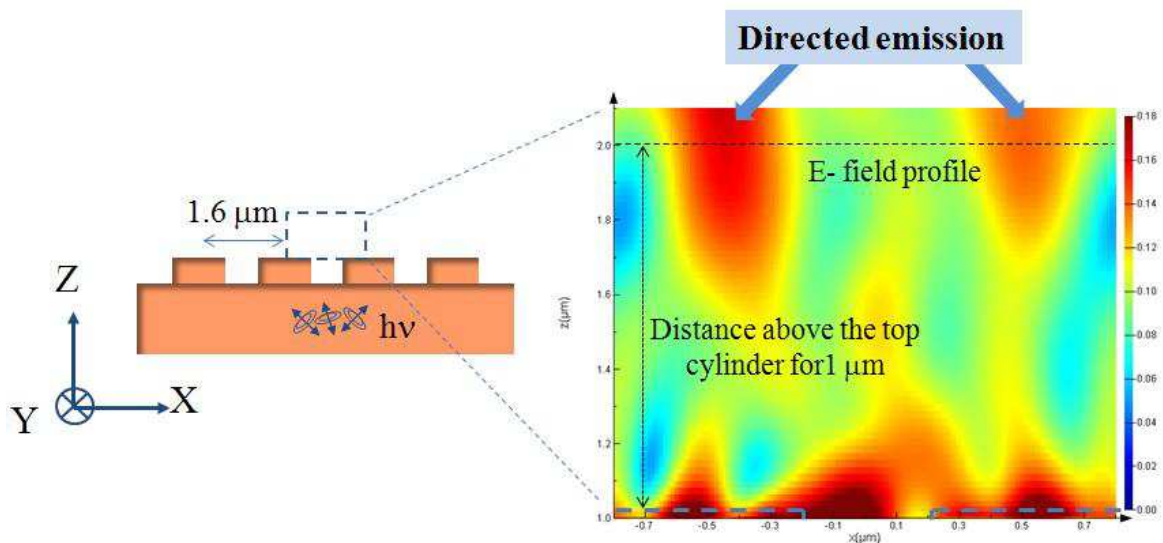 Directed emission
1.6 μm
Z
Y
X
hν
E- field profile
Distance above the top
cylinder for1 μm
z(μm)
2.0
1.8
1.6
1.4
1.2
1.0
-0.7
-0.5
-0.3
0.1
0.3
0.5
0.7
x(μm)
0.18
0.16
0.14
0.12
0.10
0.08
0.06
0.04
0.02
0.00